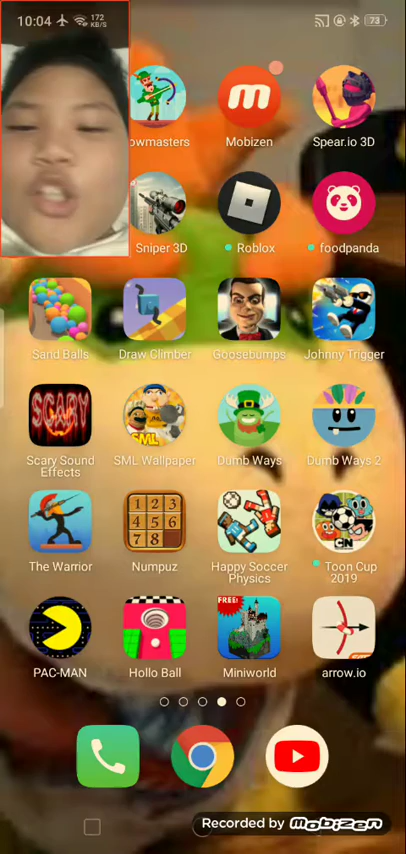 10:04 172 KB/S 73
owmasters Mobizen Spear.io 3D
Sniper 3D Roblox foodpanda
Sand Balls Draw Climber Goosebumps Johnny Trigger
SCARY SML
Scary Sound Effects SML Wallpaper Dumb Ways Dumb Ways 2
1 2 3
4 5 6
7 8
CN
The Warrior Numpuz Happy Soccer Physics Toon Cup 2019
FREE!
PAC-MAN Hollo Ball Miniworld arrow.io
Recorded by MOBIZEN